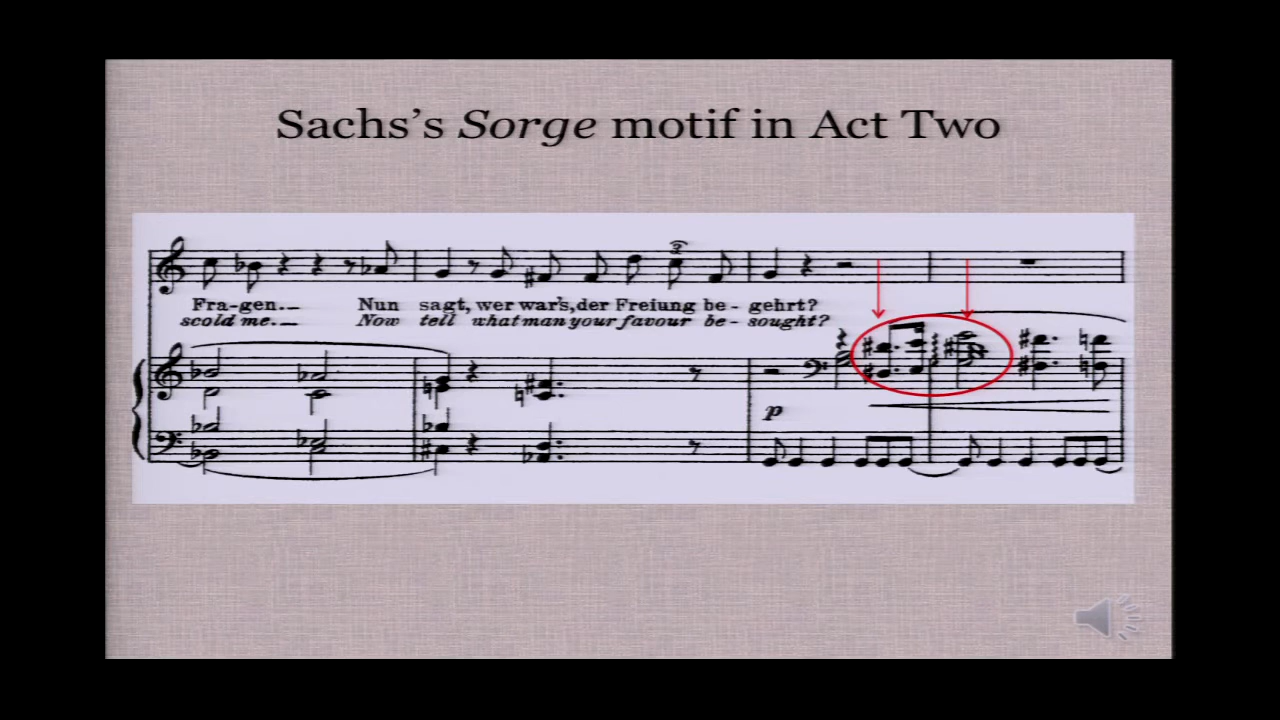 Sachs’s Sorge motif in Act Two
3
Fra-gen._ Nun sagt, wer war's, der Freiung be- gehrt?
scold me._ Now tell what man your favour be- sought?
p